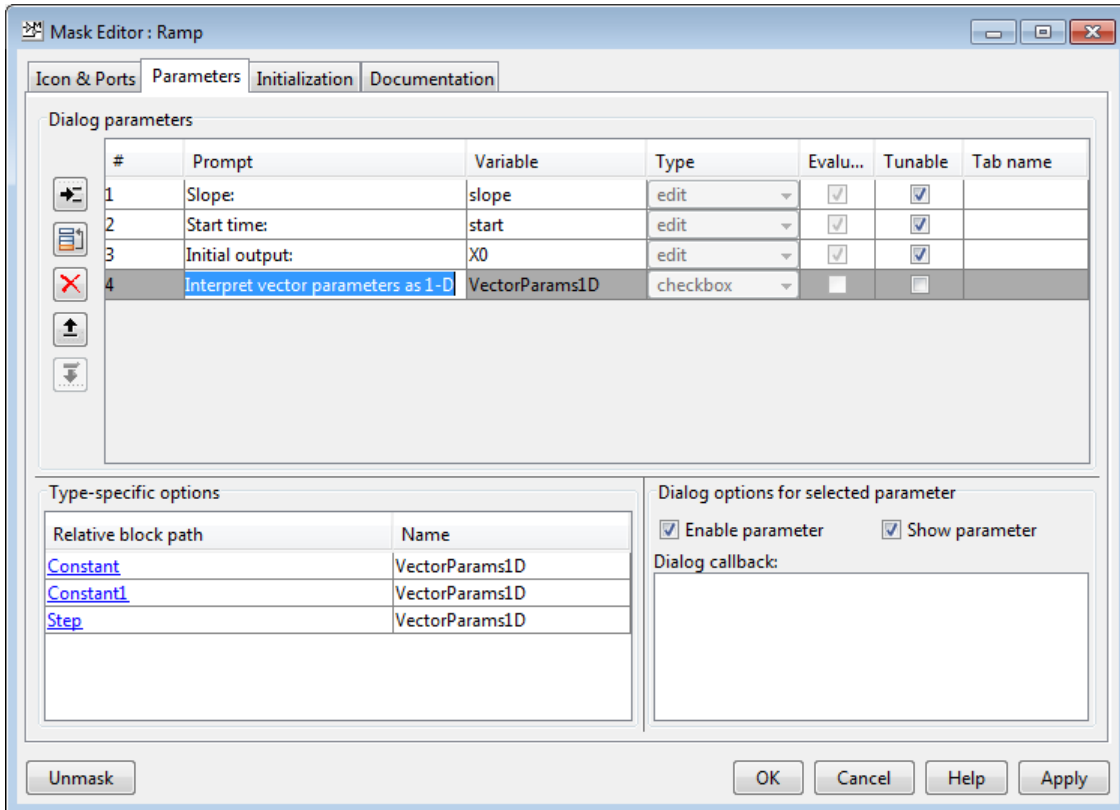 Mask Editor : Ramp
Icon & Ports Parameters Initialization Documentation
Dialog parameters
# Prompt Variable Type Evalu... Tunable Tab name
1 Slope: slope edit
2 Start time: start edit
3 Initial output: X0 edit
4 Interpret vector parameters as 1-D VectorParams1D checkbox
Type-specific options
Relative block path Name
Constant VectorParams1D
Constant1 VectorParams1D
Step VectorParams1D
Dialog options for selected parameter
Enable parameter Show parameter
Dialog callback:
Unmask OK Cancel Help Apply